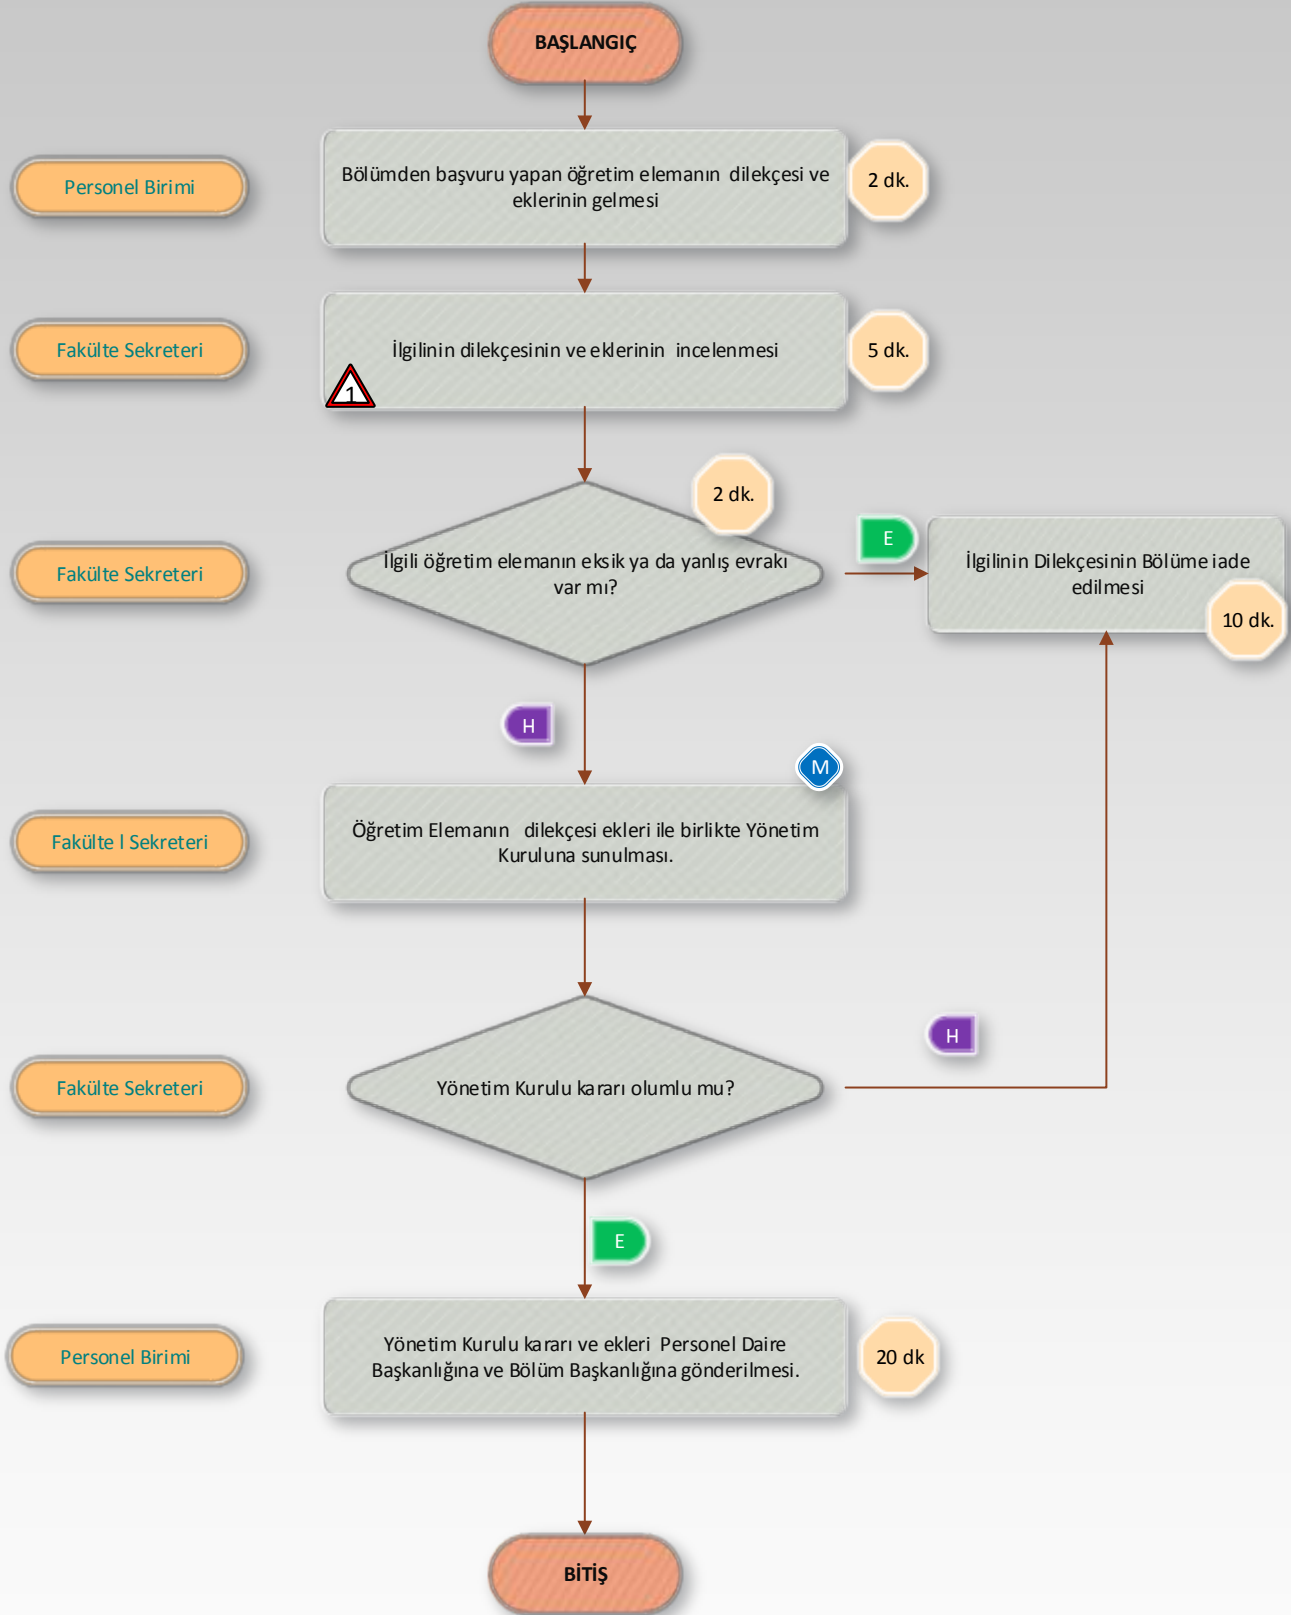 BAŞLANGIÇ
Personel Birimi
Bölümden başvuru yapan öğretim elemanın dilekçesi ve
eklerinin gelmesi
2 dk.
Fakülte Sekreteri
İlgilinin dilekçesinin ve eklerinin incelenmesi
1
5 dk.
2 dk.
Fakülte Sekreteri
İlgili öğretim elemanın eksik ya da yanlış evrakı
var mı?
E
İlgilinin Dilekçesinin Bölüme iade
edilmesi
10 dk.
H
M
Fakülte l Sekreteri
Öğretim Elemanın dilekçesi ekleri ile birlikte Yönetim
Kuruluna sunulması.
H
Fakülte Sekreteri
Yönetim Kurulu kararı olumlu mu?
E
Personel Birimi
Yönetim Kurulu kararı ve ekleri Personel Daire
Başkanlığına ve Bölüm Başkanlığına gönderilmesi.
20 dk
BİTİŞ